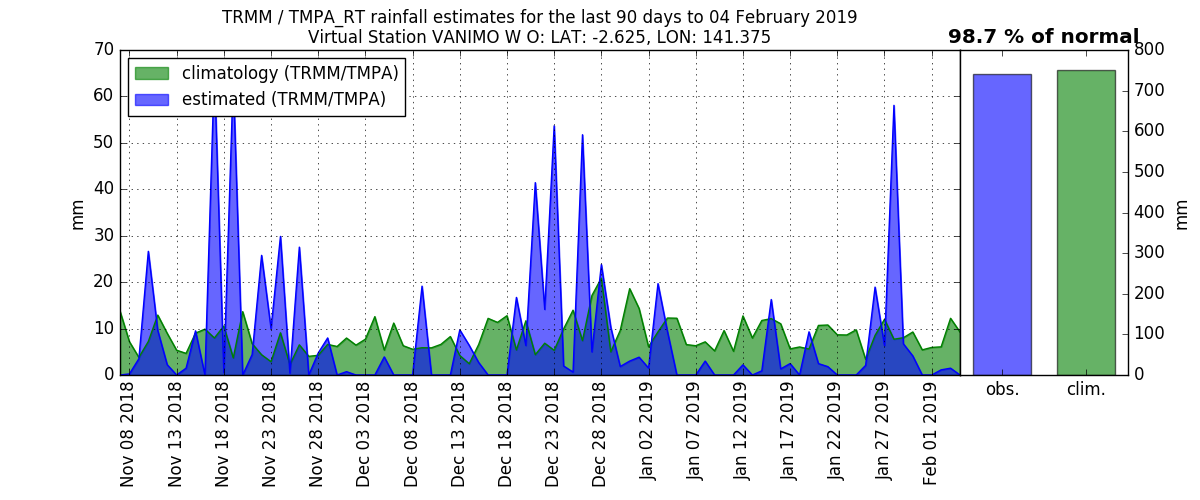 TRMM / TMPA_RT rainfall estimates for the last 90 days to 04 February 2019
Virtual Station VANIMO W O: LAT: -2.625, LON: 141.375
98.7 % of normal
climatology (TRMM/TMPA)
estimated (TRMM/TMPA)
mm
70
60
50
40
30
20
10
0
Nov 08 2018
Nov 13 2018
Nov 18 2018
Nov 23 2018
Nov 28 2018
Dec 03 2018
Dec 08 2018
Dec 13 2018
Dec 18 2018
Dec 23 2018
Dec 28 2018
Jan 02 2019
Jan 07 2019
Jan 12 2019
Jan 17 2019
Jan 22 2019
Jan 27 2019
Feb 01 2019
obs.
clim.
800
700
600
500
400
300
200
100
0
mm